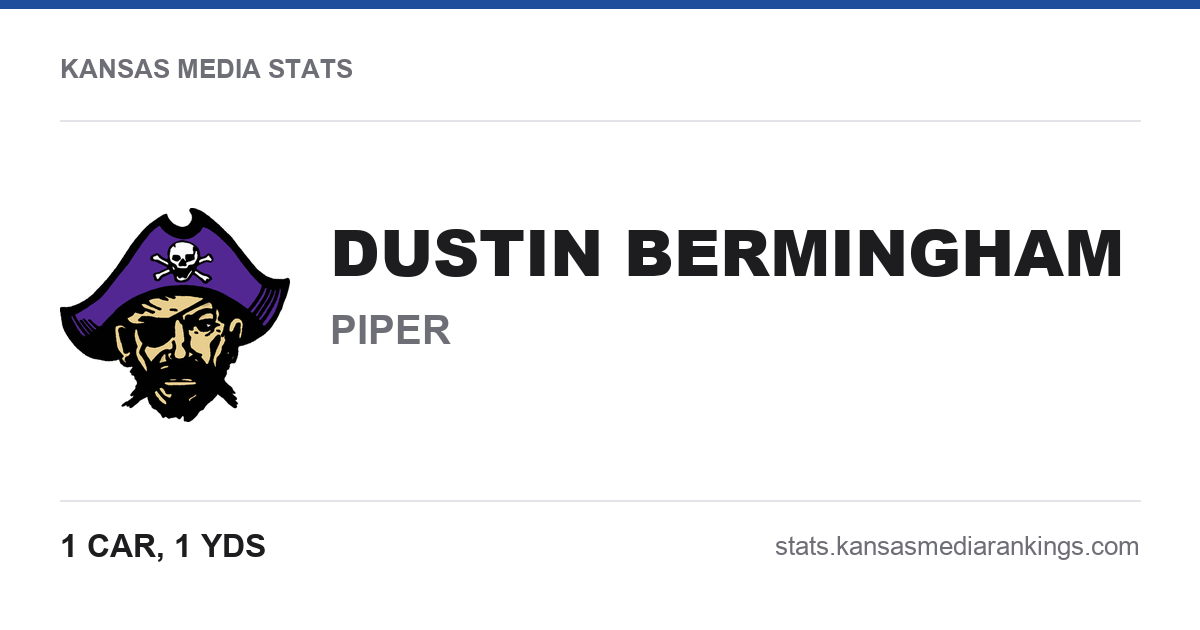 KANSAS MEDIA STATS
DUSTIN BERMINGHAM
PIPER
1 CAR, 1 YDS
stats.kansasmediarankings.com